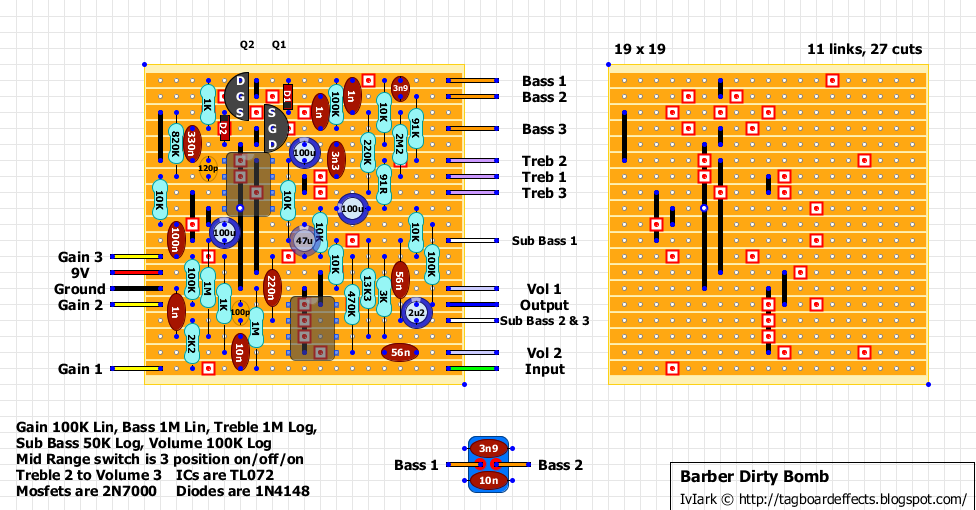 Q2 Q1
19 x 19
11 links, 27 cuts
Bass 1
Bass 2
Bass 3
Treb 2
Treb 1
Treb 3
Sub Bass 1
Vol 1
Output
Sub Bass 2 & 3
Vol 2
Input
Gain 3
9V
Ground
Gain 2
Gain 1
D
G
S
S
G
D
D1
D2
1K
820K
330n
120p
10K
100n
100K
1n
2K2
1M
1K
100u
100p
10n
1M
220n
10K
100u
47u
1n
100K
1n
3n3
100u
10K
10K
470K
220K
10K
91R
2M2
3n9
91K
13K3
3K
56n
10K
100K
2u2
56n
Gain 100K Lin, Bass 1M Lin, Treble 1M Log,
Sub Bass 50K Log, Volume 100K Log
Mid Range switch is 3 position on/off/on
Treble 2 to Volume 3 ICs are TL072
Mosfets are 2N7000 Diodes are 1N4148
3n9
Bass 1
Bass 2
10n
Barber Dirty Bomb
IvIark © http://tagboardeffects.blogspot.com/